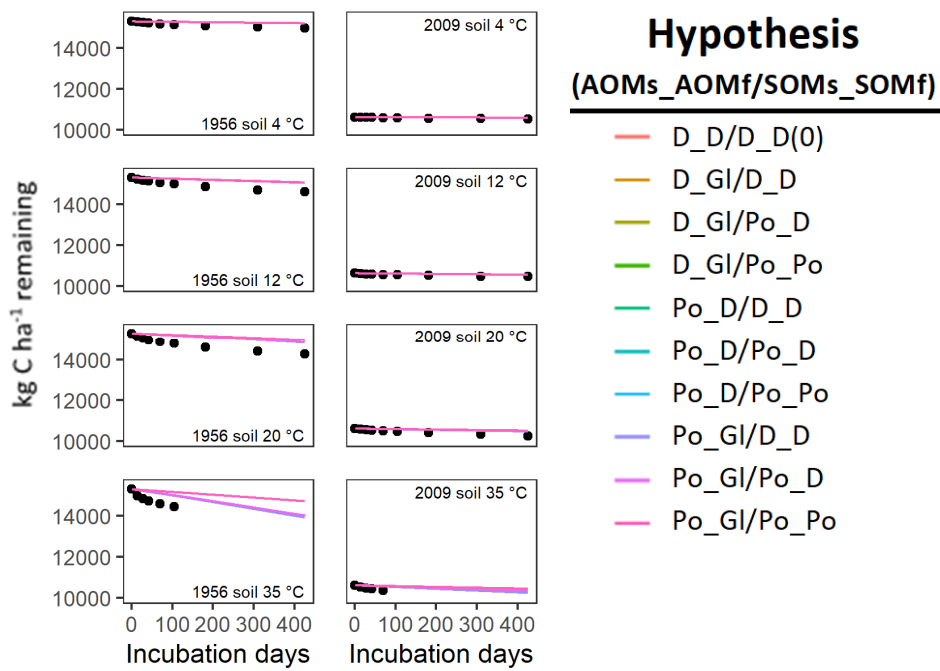 kg C ha⁻¹ remaining
14000
12000
10000
1956 soil 4 °C
2009 soil 4 °C
14000
12000
10000
1956 soil 12 °C
2009 soil 12 °C
14000
12000
10000
1956 soil 20 °C
2009 soil 20 °C
14000
12000
10000
1956 soil 35 °C
2009 soil 35 °C
0 100 200 300 400
0 100 200 300 400
Incubation days
Incubation days
Hypothesis
(AOMs_AOMf/SOMs_SOMf)
D_D/D_D(0)
D_Gl/D_D
D_Gl/Po_D
D_Gl/Po_Po
Po_D/D_D
Po_D/Po_D
Po_D/Po_Po
Po_Gl/D_D
Po_Gl/Po_D
Po_Gl/Po_Po